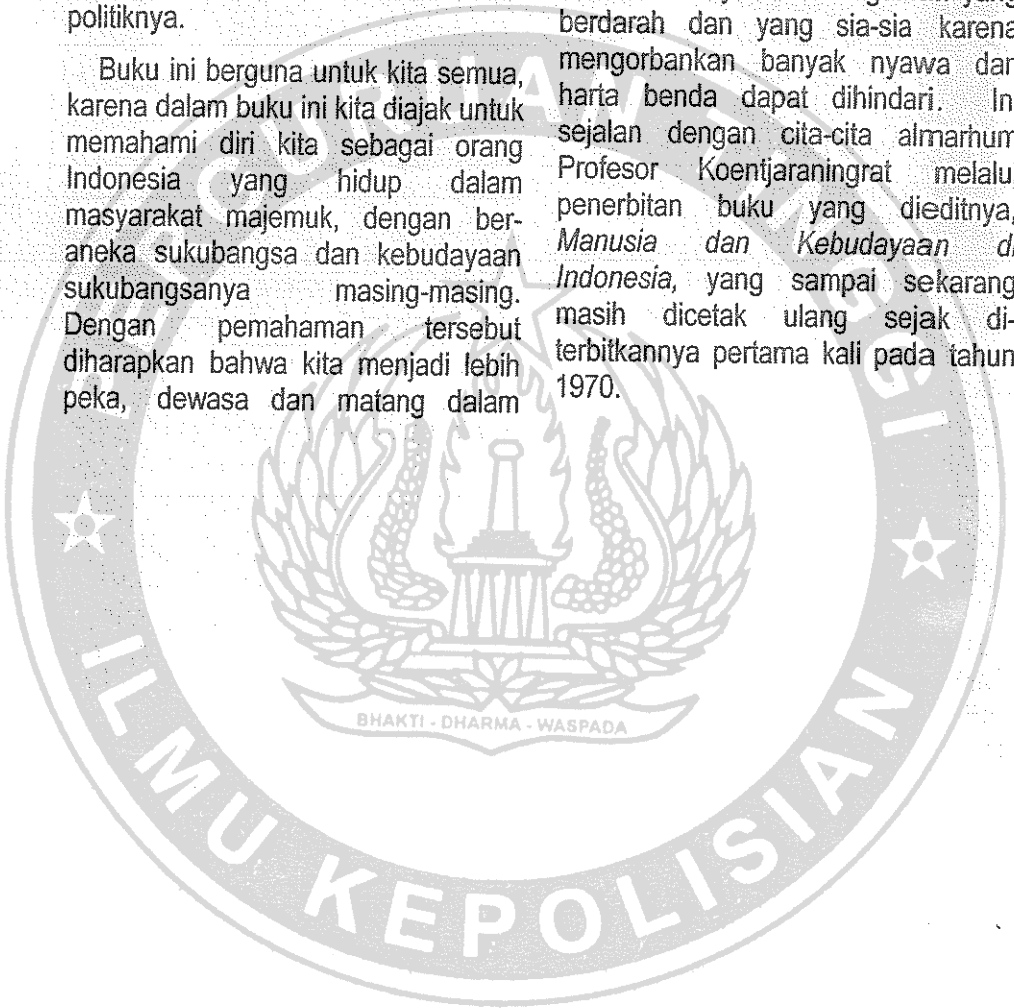 politiknya.
Buku ini berguna untuk kita semua,
karena dalam buku ini kita diajak untuk
memahami diri kita sebagai orang
Indonesia yang hidup dalam
masyarakat majemuk, dengan ber-
aneka sukubangsa dan kebudayaan
sukubangsanya masing-masing.
Dengan pemahaman tersebut
diharapkan bahwa kita menjadi lebih
peka, dewasa dan matang dalam
berdarah dan yang sia-sia karena
mengorbankan banyak nyawa dan
harta benda dapat dihindari. Ini
sejalan dengan cita-cita almarhum
Profesor Koentjaraningrat melalui
penerbitan buku yang dieditnya,
Manusia dan Kebudayaan di
Indonesia, yang sampai sekarang
masih dicetak ulang sejak di-
terbitkannya pertama kali pada tahun
1970.
PERGURUAN TINGGI
ILMU KEPOLISIAN
BHAKTI - DHARMA - WASPADA